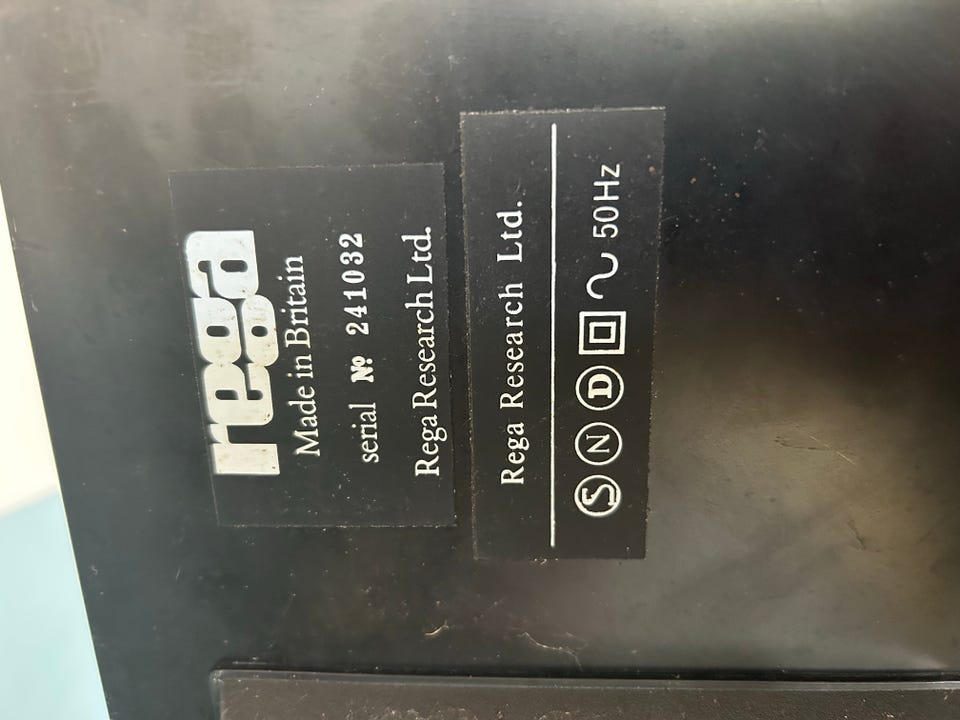 rega
Made in Britain
serial № 241032
Rega Research Ltd.
Rega Research Ltd.
S N D 50Hz